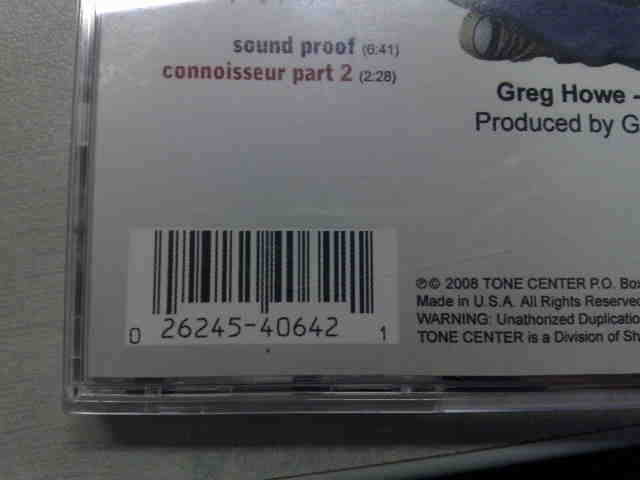 sound proof (6:41)
connoisseur part 2 (2:28)
Greg Howe -
Produced by G
0 26245-40642 1
℗© 2008 TONE CENTER P.O. Box
Made in U.S.A. All Rights Reserve
WARNING: Unathorized Duplicatio
TONE CENTER is a Division of Sh